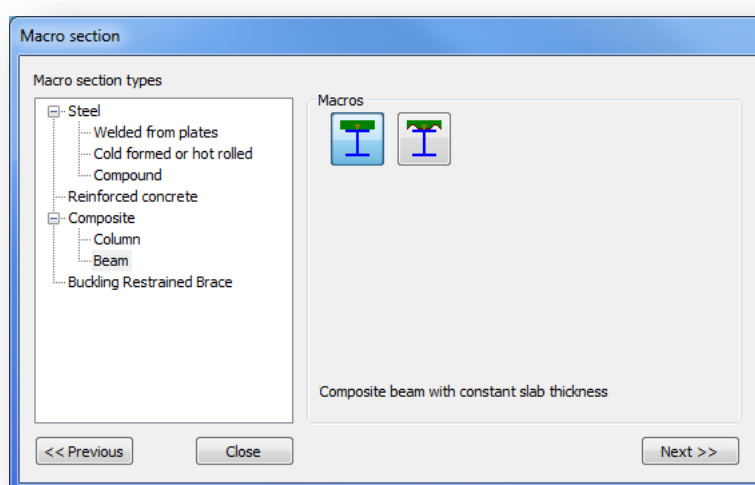 Macro section
Macro section types
Steel
Welded from plates
Cold formed or hot rolled
Compound
Reinforced concrete
Composite
Column
Beam
Buckling Restrained Brace
Macros
Composite beam with constant slab thickness
<< Previous
Close
Next >>